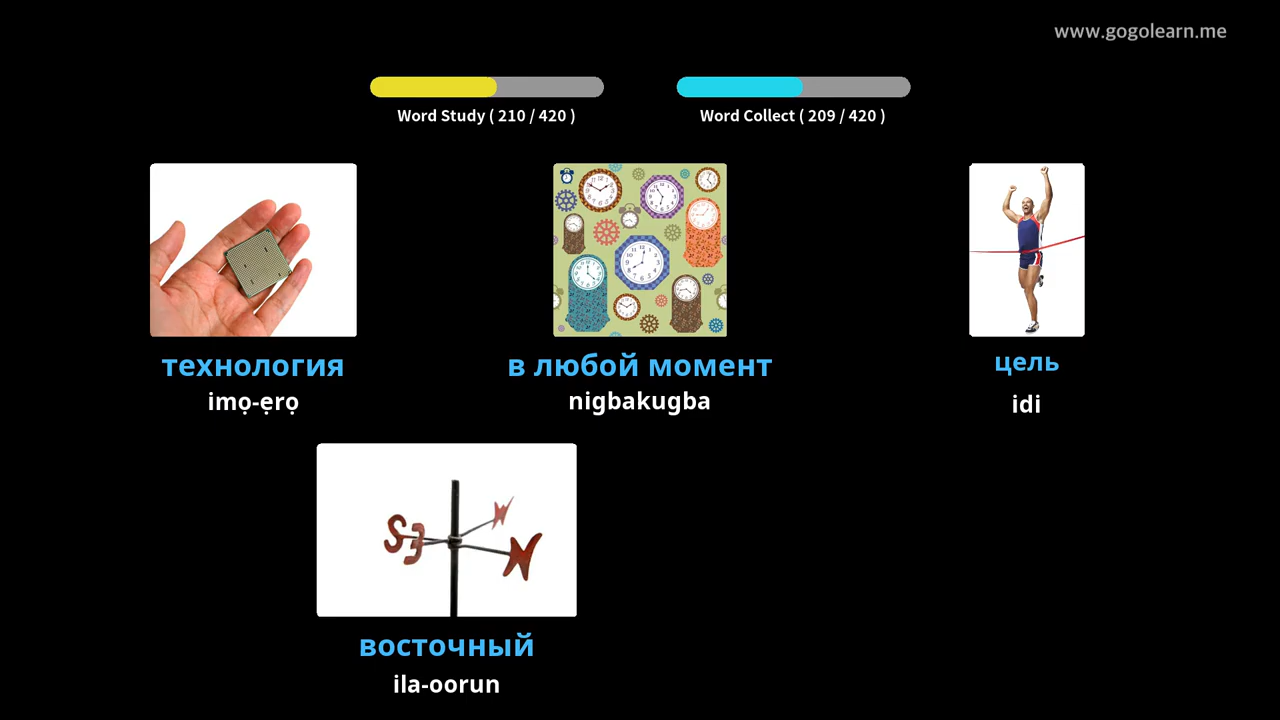 www.gogolearn.me
Word Study ( 210 / 420 )
Word Collect ( 209 / 420 )
технология
imọ-ẹrọ
в любой момент
nigbakugba
цель
idi
восточный
ila-oorun